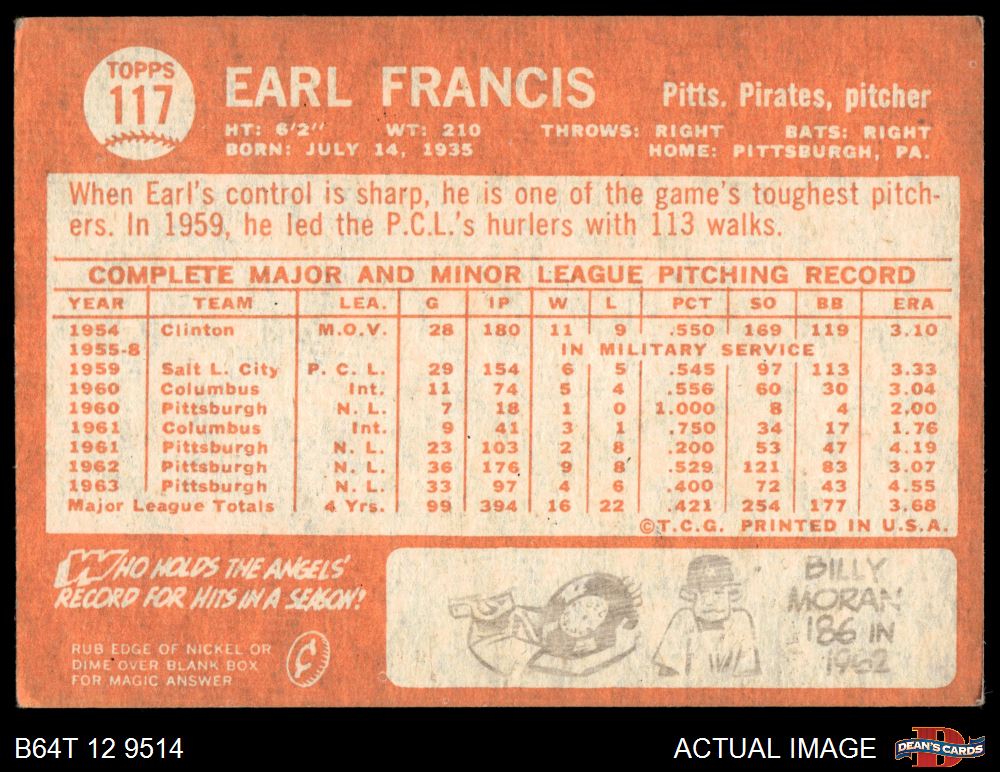 TOPPS
117
EARL FRANCIS
Pitts. Pirates, pitcher
HT: 6'2" WT: 210 THROWS: RIGHT BATS: RIGHT
BORN: JULY 14, 1935 HOME: PITTSBURGH, PA.
When Earl's control is sharp, he is one of the game's toughest pitch-
ers. In 1959, he led the P.C.L.'s hurlers with 113 walks.
COMPLETE MAJOR AND MINOR LEAGUE PITCHING RECORD
YEAR TEAM LEA. G IP W L PCT SO BB ERA
1954 Clinton M.O.V. 28 180 11 9 .550 169 119 3.10
1955-8 IN MILITARY SERVICE
1959 Salt L. City P. C. L. 29 154 6 5 .545 97 113 3.33
1960 Columbus Int. 11 74 5 4 .556 60 30 3.04
1960 Pittsburgh N. L. 7 18 1 0 1.000 8 4 2.00
1961 Columbus Int. 9 41 3 1 .750 34 17 1.76
1961 Pittsburgh N. L. 23 103 2 8 .200 53 47 4.19
1962 Pittsburgh N. L. 36 176 9 8 .529 121 83 3.07
1963 Pittsburgh N. L. 33 97 4 6 .400 72 43 4.55
Major League Totals 4 Yrs. 99 394 16 22 .421 254 177 3.68
©T.C.G. PRINTED IN U.S.A.
WHO HOLDS THE ANGELS'
RECORD FOR HITS IN A SEASON?
RUB EDGE OF NICKEL OR
DIME OVER BLANK BOX
FOR MAGIC ANSWER
BILLY
MORAN
186 IN
1962
B64T 12 9514
ACTUAL IMAGE
D
DEAN'S CARDS